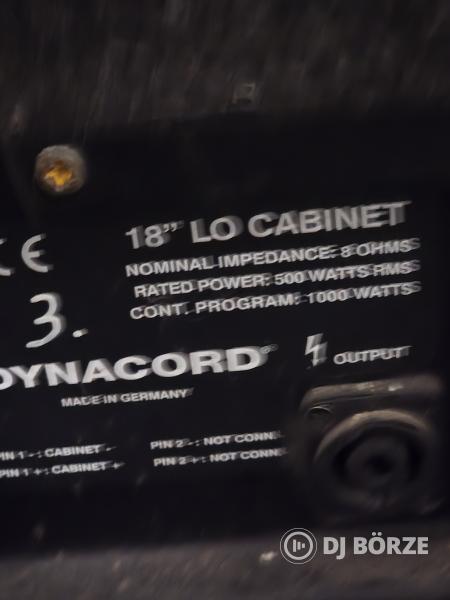 CE
18" LO CABINET
NOMINAL IMPEDANCE: 8 OHMS
RATED POWER: 500 WATTS RMS
CONT. PROGRAM: 1000 WATTS
3.
DYNACORD®
OUTPUT
MADE IN GERMANY
PIN 1 - : CABINET -
PIN 2 - : NOT CONN
PIN 1 + : CABINET +
PIN 2 + : NOT CONN
DJ BÖRZE